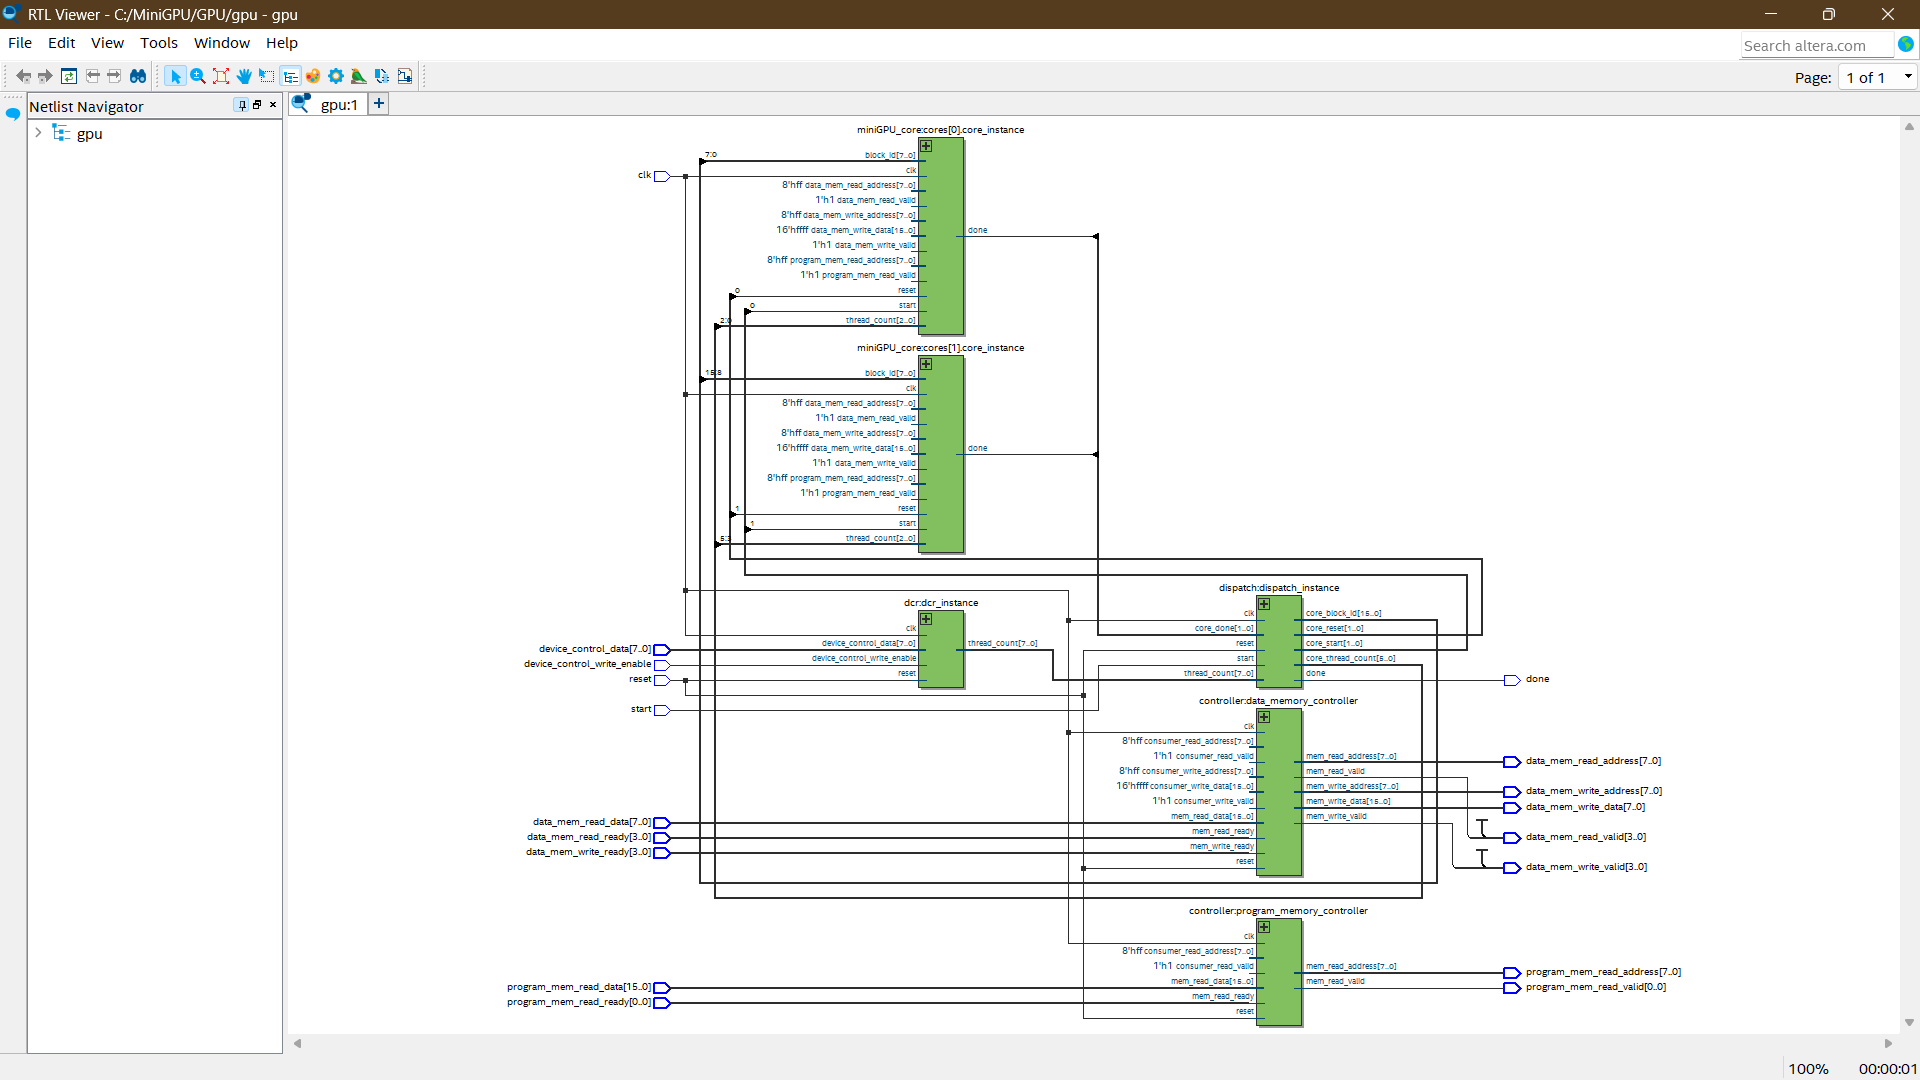 RTL Viewer - C:/MiniGPU/GPU/gpu - gpu
File Edit View Tools Window Help
Search altera.com
Page: 1 of 1
Netlist Navigator
gpu:1
gpu
miniGPU_core:cores[0].core_instance
7:0
block_id[7..0]
clk
clk
8'hff data_mem_read_address[7..0]
1'h1 data_mem_read_valid
8'hff data_mem_write_address[7..0]
16'hffff data_mem_write_data[15..0]
done
1'h1 data_mem_write_valid
8'hff program_mem_read_address[7..0]
1'h1 program_mem_read_valid
0
reset
0
start
2:0
thread_count[2..0]
miniGPU_core:cores[1].core_instance
15:8
block_id[7..0]
clk
8'hff data_mem_read_address[7..0]
1'h1 data_mem_read_valid
8'hff data_mem_write_address[7..0]
16'hffff data_mem_write_data[15..0]
done
1'h1 data_mem_write_valid
8'hff program_mem_read_address[7..0]
1'h1 program_mem_read_valid
1
reset
1
start
5:3
thread_count[2..0]
dispatch:dispatch_instance
dcr:dcr_instance
clk
core_block_id[15..0]
clk
core_done[1..0]
core_reset[1..0]
device_control_data[7..0]
device_control_data[7..0]
thread_count[7..0]
reset
core_start[1..0]
device_control_write_enable
device_control_write_enable
start
core_thread_count[5..0]
reset
reset
thread_count[7..0]
done
done
start
controller:data_memory_controller
clk
8'hff consumer_read_address[7..0]
1'h1 consumer_read_valid
mem_read_address[7..0]
data_mem_read_address[7..0]
8'hff consumer_write_address[7..0]
mem_read_valid
16'hffff consumer_write_data[15..0]
mem_write_address[7..0]
data_mem_write_address[7..0]
1'h1 consumer_write_valid
mem_write_data[15..0]
data_mem_write_data[7..0]
data_mem_read_data[7..0]
mem_read_data[15..0]
mem_write_valid
data_mem_read_ready[3..0]
mem_read_ready
data_mem_read_valid[3..0]
data_mem_write_ready[3..0]
mem_write_ready
reset
data_mem_write_valid[3..0]
controller:program_memory_controller
clk
8'hff consumer_read_address[7..0]
1'h1 consumer_read_valid
mem_read_address[7..0]
program_mem_read_address[7..0]
program_mem_read_data[15..0]
mem_read_data[15..0]
mem_read_valid
program_mem_read_valid[0..0]
program_mem_read_ready[0..0]
mem_read_ready
reset
100% 00:00:01